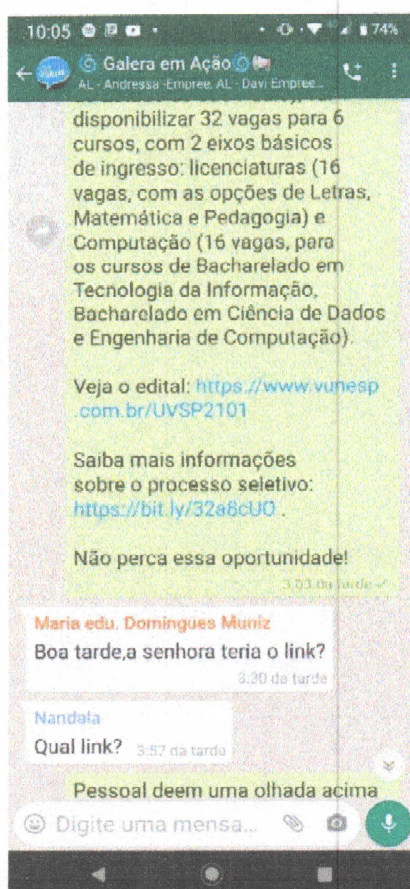 10:05
74%
Galera em Ação
AL - Andressa -Empree, AL - Davi Empree...
disponibilizar 32 vagas para 6
cursos, com 2 eixos básicos
de ingresso: licenciaturas (16
vagas, com as opções de Letras,
Matemática e Pedagogia) e
Computação (16 vagas, para
os cursos de Bacharelado em
Tecnologia da Informação,
Bacharelado em Ciência de Dados
e Engenharia de Computação).
Veja o edital: https://www.vunesp
.com.br/UVSP2101
Saiba mais informações
sobre o processo seletivo:
https://bit.ly/32a8cU0 .
Não perca essa oportunidade!
3:03 da tarde
Maria edu. Domingues Muniz
Boa tarde,a senhora teria o link?
3:30 da tarde
Nandala
Qual link? 3:57 da tarde
Pessoal deem uma olhada acima
Digite uma mensa...